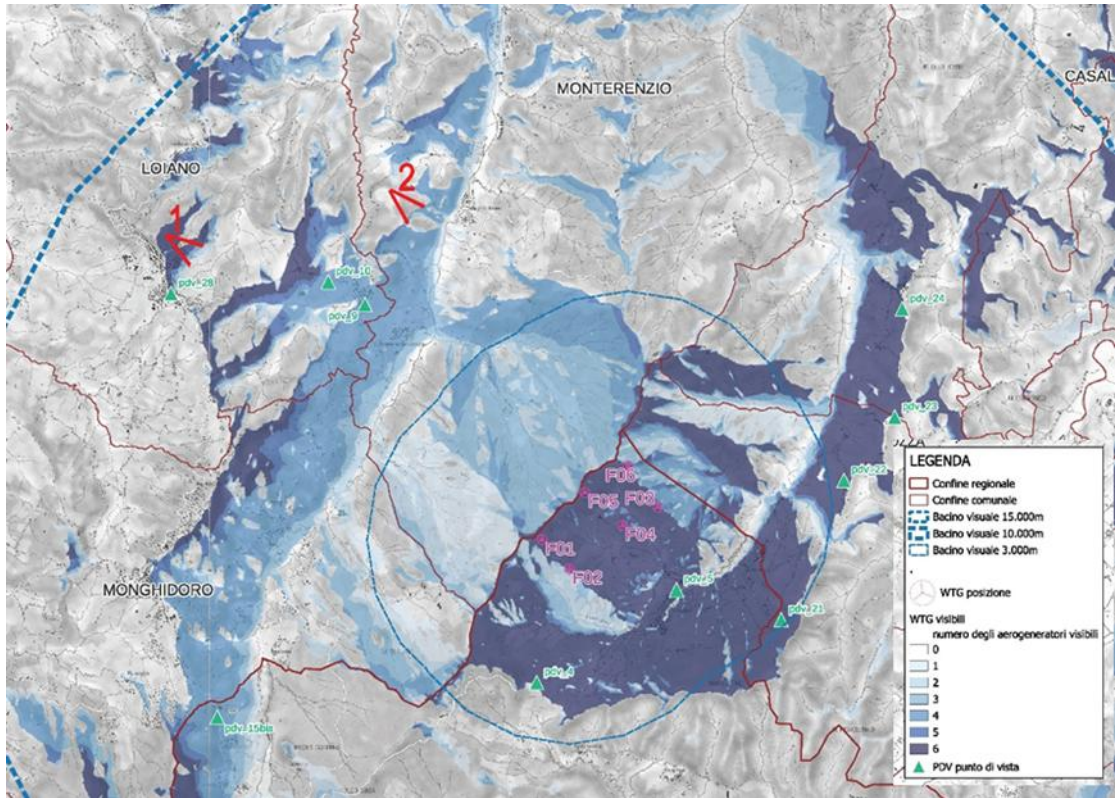 MONTERENZIO
CASAL
LOIANO
1
2
pdv_28
pdv_10
pdv_9
pdv_24
pdv_23
pdv_22
F06
F05
F03
F04
F01
F02
pdv_5
pdv_21
MONGHIDORO
pdv_4
pdv_15bis
LEGENDA
Confine regionale
Confine comunale
Bacino visuale 15.000m
Bacino visuale 10.000m
Bacino visuale 3.000m
WTG posizione
WTG visibili
numero degli aerogeneratori visibili
0
1
2
3
4
5
6
PDV punto di vista